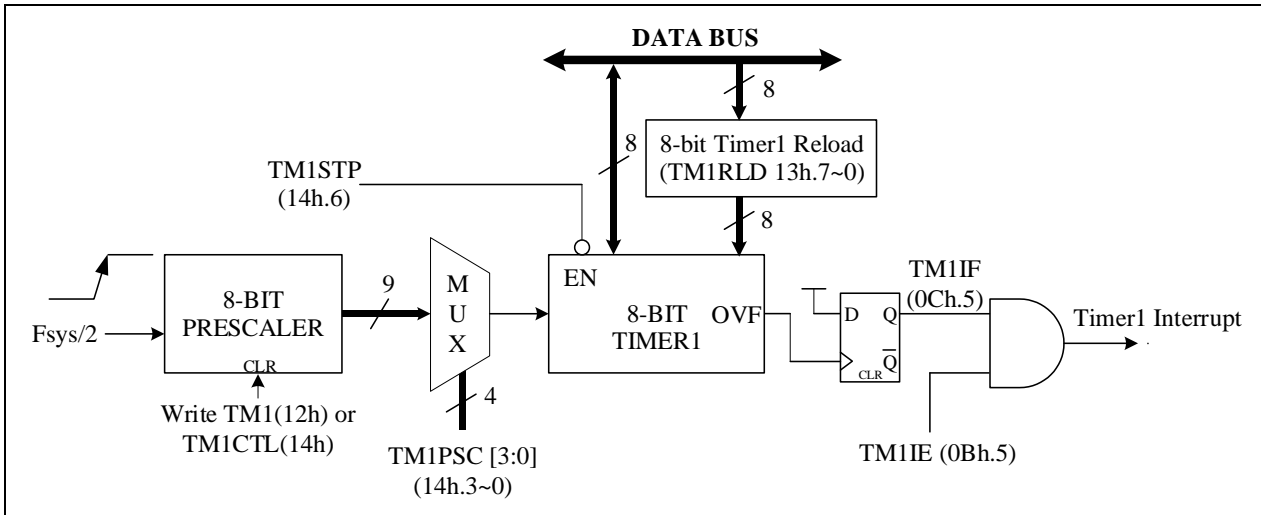 DATA BUS
8
8
8-bit Timer1 Reload
(TM1RLD 13h.7~0)
8
TM1STP
(14h.6)
Fsys/2
8-BIT
PRESCALER
CLR
Write TM1(12h) or
TM1CTL(14h)
9
M
U
X
4
TM1PSC [3:0]
(14h.3~0)
EN
8-BIT
TIMER1
OVF
TM1IF
(0Ch.5)
D
Q
Q̅
CLR
TM1IE (0Bh.5)
Timer1 Interrupt